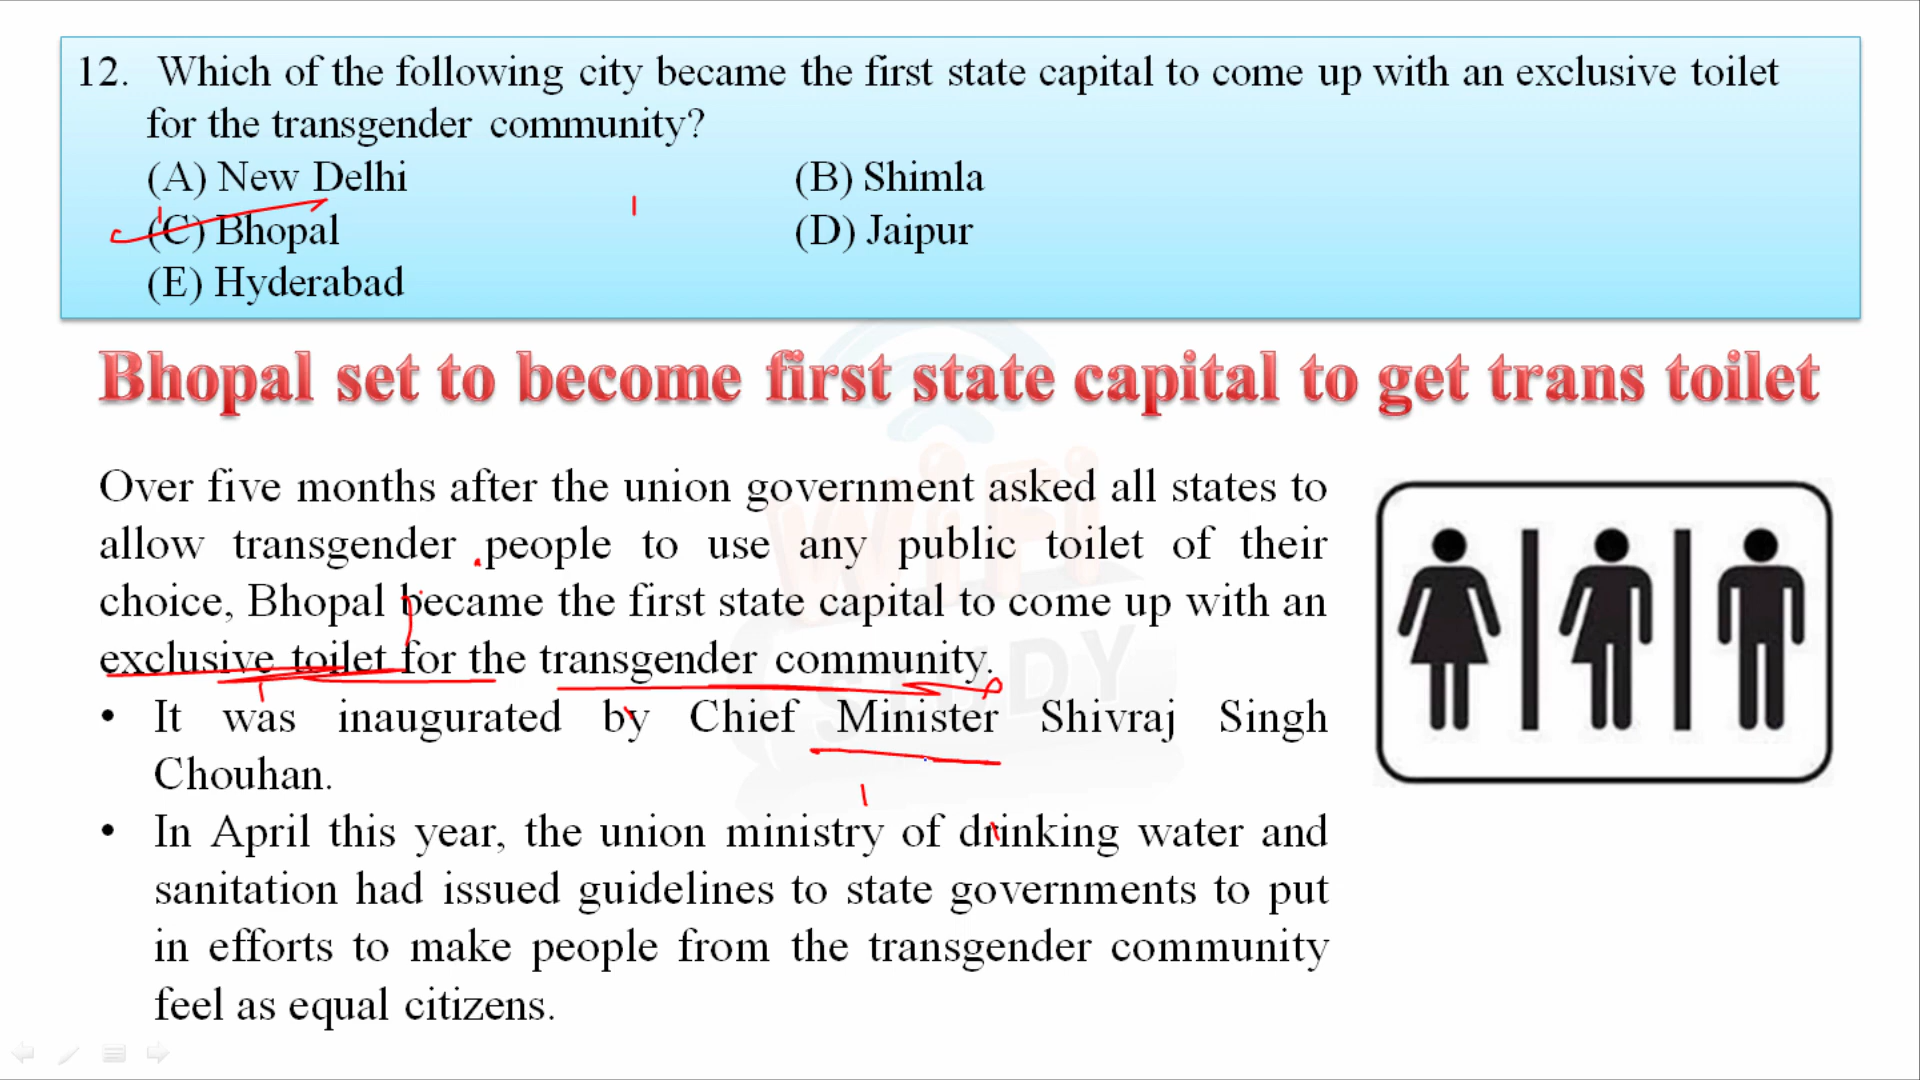 12. Which of the following city became the first state capital to come up with an exclusive toilet
for the transgender community?
(A) New Delhi (B) Shimla
(C) Bhopal (D) Jaipur
(E) Hyderabad
Bhopal set to become first state capital to get trans toilet
Over five months after the union government asked all states to
allow transgender people to use any public toilet of their
choice, Bhopal became the first state capital to come up with an
exclusive toilet for the transgender community.
• It was inaugurated by Chief Minister Shivraj Singh
Chouhan.
• In April this year, the union ministry of drinking water and
sanitation had issued guidelines to state governments to put
in efforts to make people from the transgender community
feel as equal citizens.
WiFi
STUDY